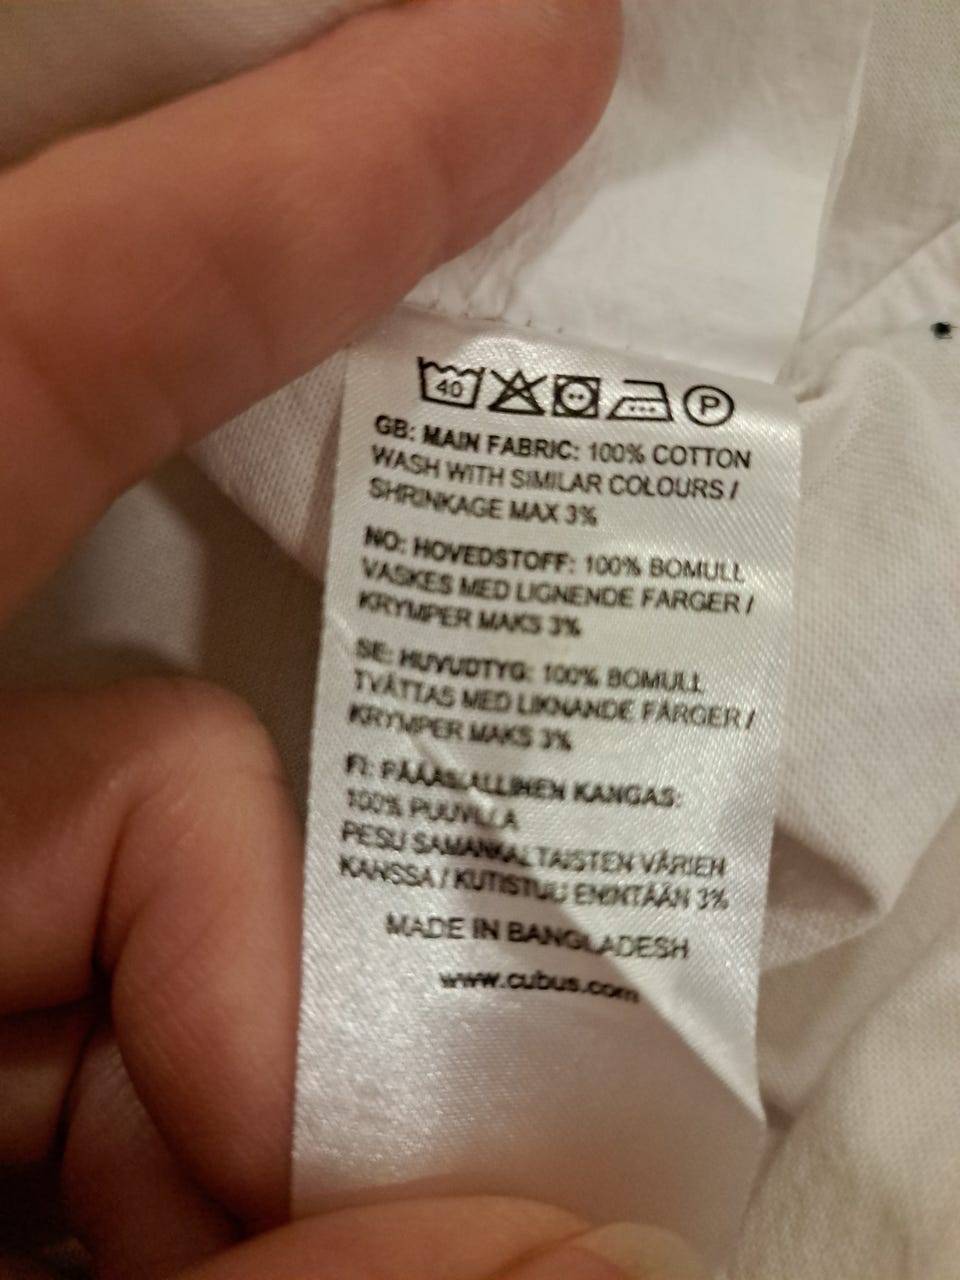 40 P
GB: MAIN FABRIC: 100% COTTON
WASH WITH SIMILAR COLOURS /
SHRINKAGE MAX 3%
NO: HOVEDSTOFF: 100% BOMULL
VASKES MED LIGNENDE FARGER /
KRYMPER MAKS 3%
SE: HUVUDTYG: 100% BOMULL
TVÄTTAS MED LIKNANDE FÄRGER /
KRYMPER MAKS 3%
FI: KANGAS:
100% PUUVILLA
PESU SAMANKALTAISTEN VÄRIEN
KANSSA / KUTISTUU ENINTÄÄN 3%
MADE IN BANGLADESH
www.cubus.com